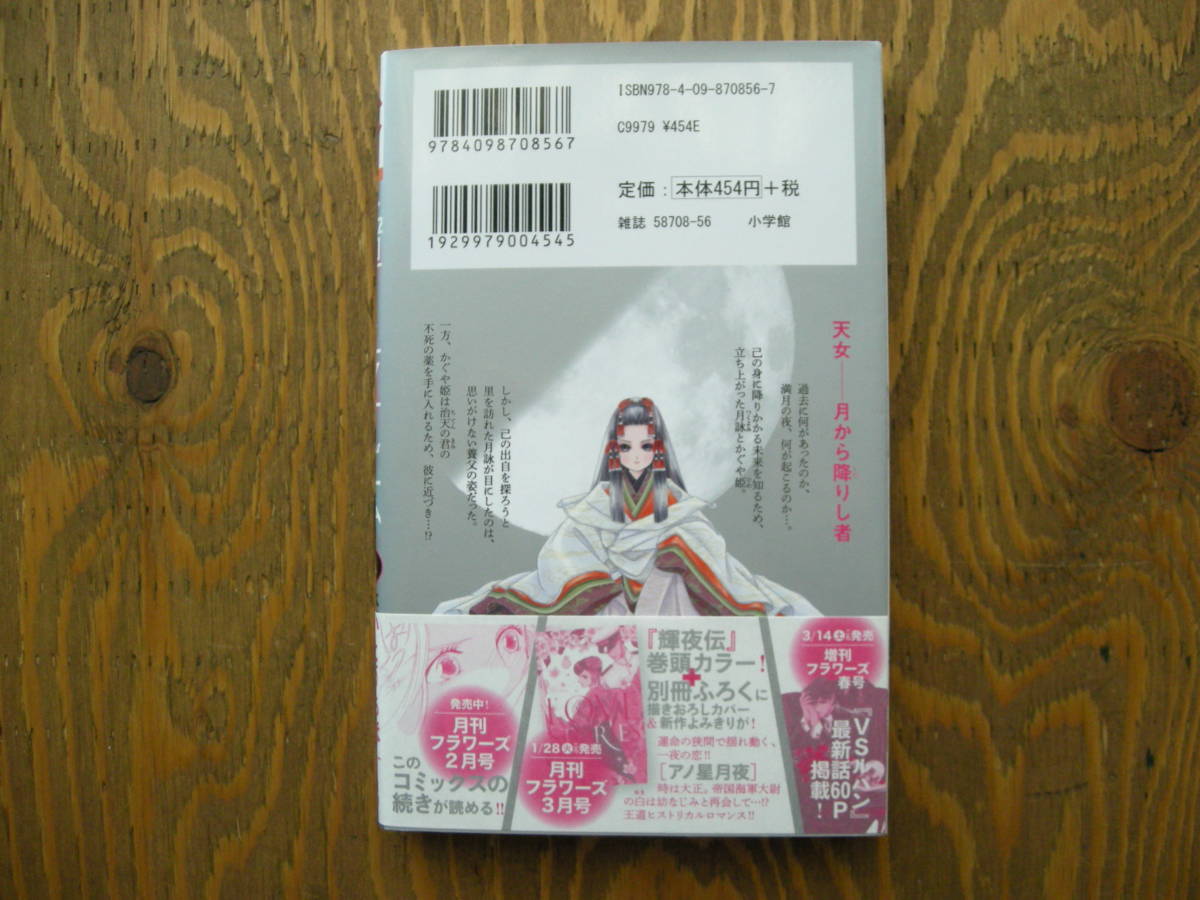 ISBN978-4-09-870856-7
9784098708567
C9979 ¥454E
1929979004545
定価：本体454円+税
雑誌 58708-56 小学館
天女――月から降りし者
過去に何があったのか、
満月の夜、何が起こるのか…。
己の身に降りかかる未来を知るため、
立ち上がった月詠とかぐや姫。
しかし、己の出自を探ろうと
里を訪れた月詠が目にしたのは、
思いがけない養父の姿だった。
一方、かぐや姫は治天の君の
不死の薬を手に入れるため、彼に近づき…!?
発売中！
月刊
フラワーズ
2月号
この
コミックスの
続きが読める!!
1/28㊋発売
月刊
フラワーズ
3月号
『輝夜伝』
巻頭カラー！
+
別冊ふろくに
描きおろしカバー
&新作よみきりが！
運命の狭間で揺れ動く、
一夜の恋!!
［アノ星月夜］
時は大正。帝国海軍大尉
の白は幼なじみと再会して…!?
王道ヒストリカルロマンス!!
3/14㊏発売
増刊
フラワーズ
春号
『VSルパン』
最新話60P
掲載！